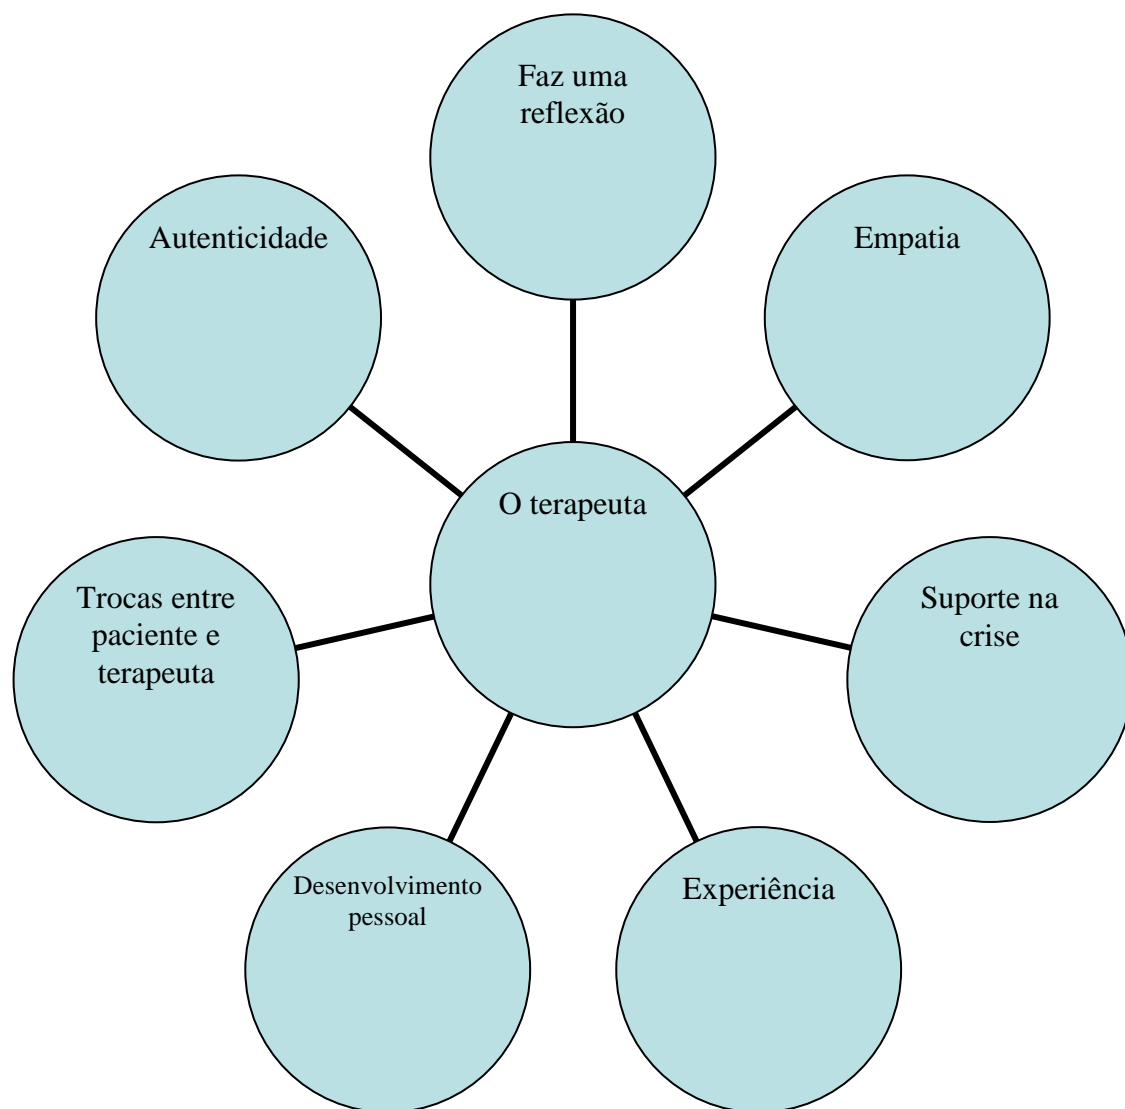 Faz uma
reflexão
Autenticidade
Empatia
O terapeuta
Trocas entre
paciente e
terapeuta
Suporte na
crise
Desenvolvimento
pessoal
Experiência